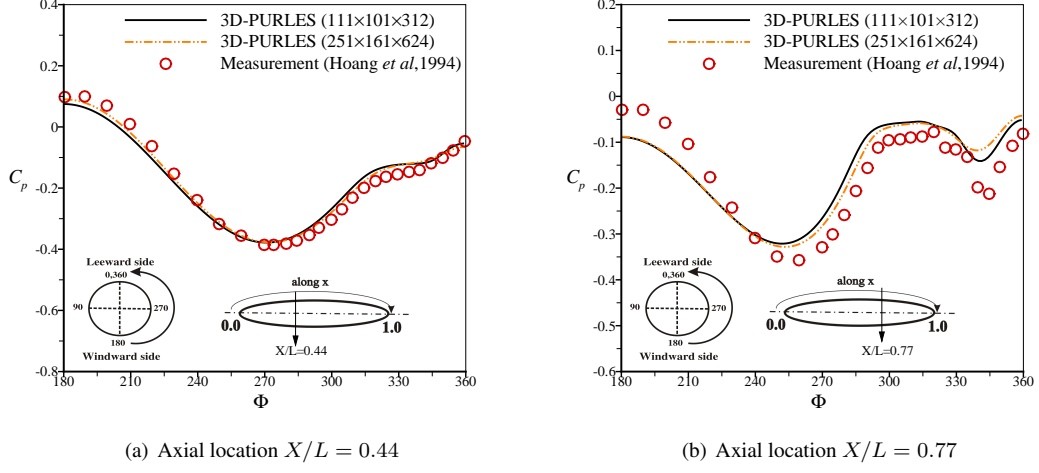 3D-PURLES (111×101×312)
3D-PURLES (251×161×624)
Measurement (Hoang et al,1994)
0.4
0.2
0
-0.2
-0.4
-0.6
-0.8
C_p
Leeward side
0,360
90
270
180
Windward side
along x
0.0
1.0
X/L=0.44
180
210
240
270
300
330
360
Φ
(a) Axial location X/L = 0.44
3D-PURLES (111×101×312)
3D-PURLES (251×161×624)
Measurement (Hoang et al,1994)
0.2
0.1
0
-0.1
-0.2
-0.3
-0.4
-0.5
-0.6
C_p
Leeward side
0,360
90
270
180
Windward side
along x
0.0
1.0
X/L=0.77
180
210
240
270
300
330
360
Φ
(b) Axial location X/L = 0.77